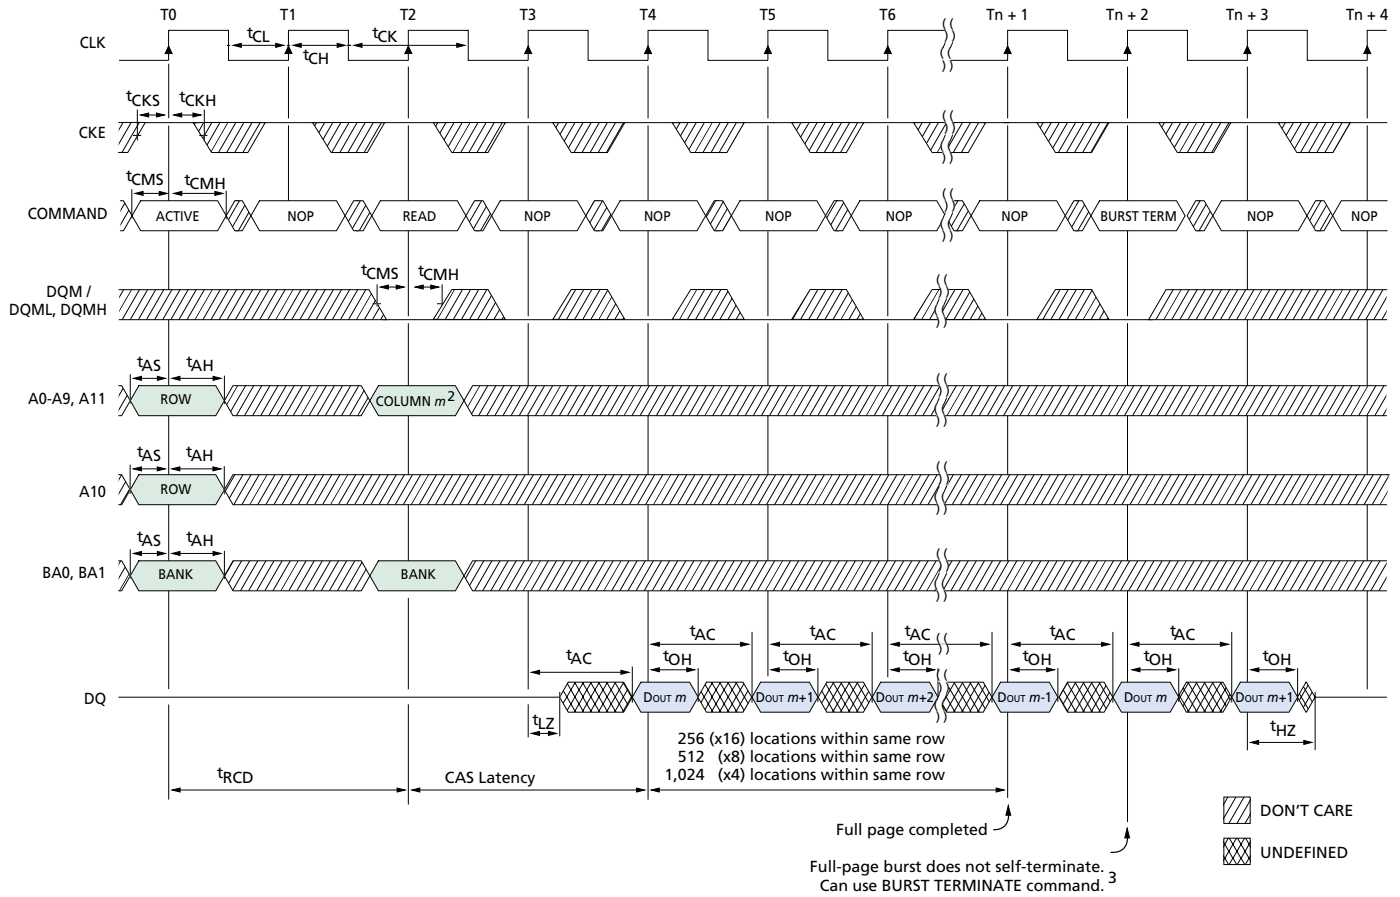 T0 T1 T2 T3 T4 T5 T6 Tn + 1 Tn + 2 Tn + 3 Tn + 4
CLK tCL tCH tCK
tCKS tCKH
CKE
tCMS tCMH
COMMAND ACTIVE NOP READ NOP NOP NOP NOP NOP BURST TERM NOP NOP
tCMS tCMH
DQM /
DQML, DQMH
tAS tAH
A0-A9, A11 ROW COLUMN m2
tAS tAH
A10 ROW
tAS tAH
BA0, BA1 BANK BANK
tAC tAC tAC tAC tAC tAC
tOH tOH tOH tOH tOH tOH
DQ DOUT m DOUT m+1 DOUT m+2 DOUT m-1 DOUT m DOUT m+1
tLZ tHZ
256 (x16) locations within same row
512 (x8) locations within same row
1,024 (x4) locations within same row
tRCD CAS Latency
Full page completed
Full-page burst does not self-terminate.
Can use BURST TERMINATE command. 3
DON'T CARE
UNDEFINED